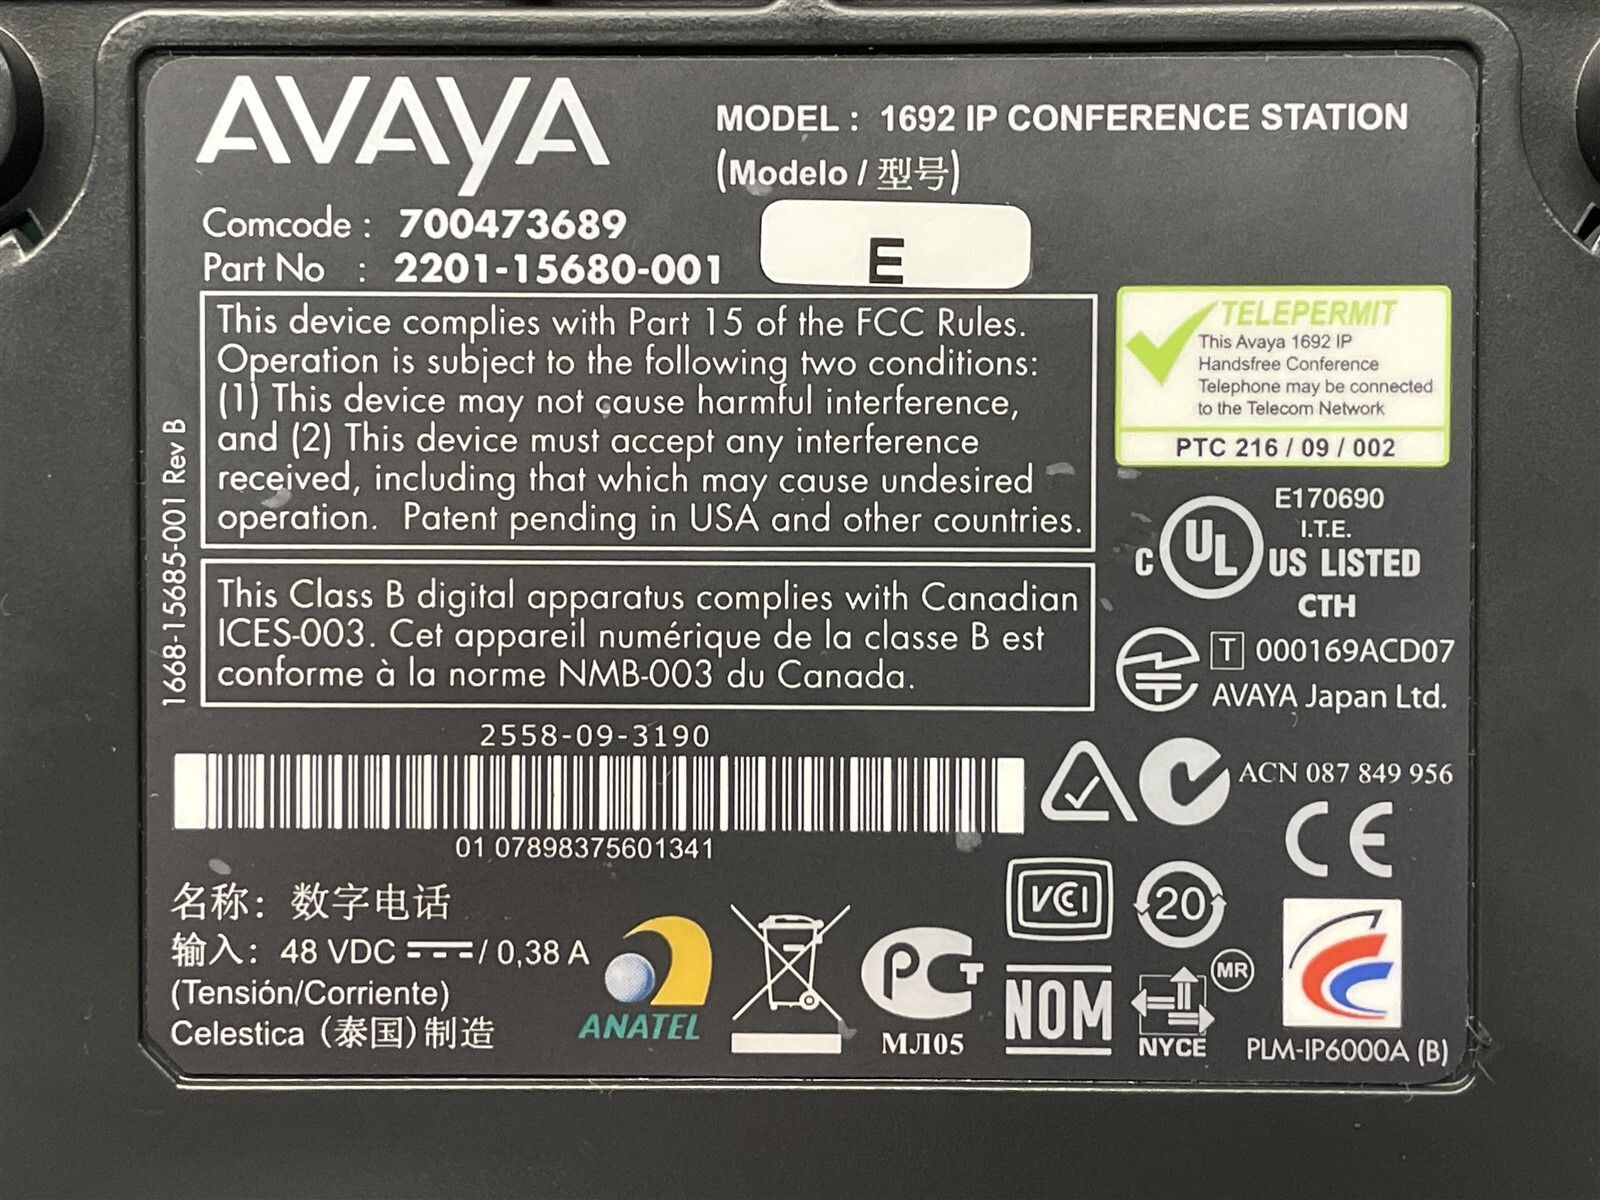 AVAYA
MODEL : 1692 IP CONFERENCE STATION
(Modelo / 型号)
Comcode : 700473689
Part No : 2201-15680-001
E
This device complies with Part 15 of the FCC Rules.
Operation is subject to the following two conditions:
(1) This device may not cause harmful interference,
and (2) This device must accept any interference
received, including that which may cause undesired
operation. Patent pending in USA and other countries.
This Class B digital apparatus complies with Canadian
ICES-003. Cet appareil numérique de la classe B est
conforme à la norme NMB-003 du Canada.
1668-15685-001 Rev B
TELEPERMIT
This Avaya 1692 IP
Handsfree Conference
Telephone may be connected
to the Telecom Network
PTC 216 / 09 / 002
E170690
I.T.E.
C UL US LISTED
CTH
T 000169ACD07
AVAYA Japan Ltd.
2558-09-3190
01 07898375601341
ACN 087 849 956
CE
名称：数字电话
输入：48 VDC / 0,38 A
(Tensión/Corriente)
Celestica（泰国）制造
ANATEL
PCT
МЛ05
VCI
20
NOM
MR
NYCE
PLM-IP6000A (B)